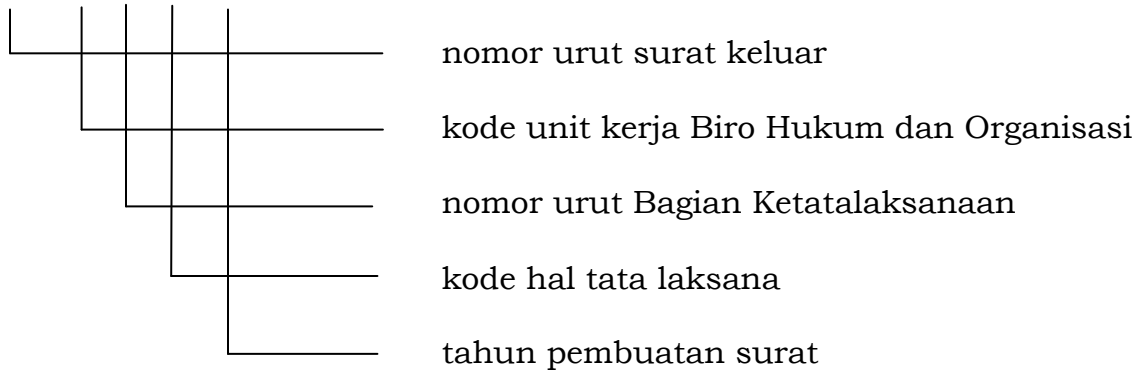 nomor urut surat keluar
kode unit kerja Biro Hukum dan Organisasi
nomor urut Bagian Ketatalaksanaan
kode hal tata laksana
tahun pembuatan surat